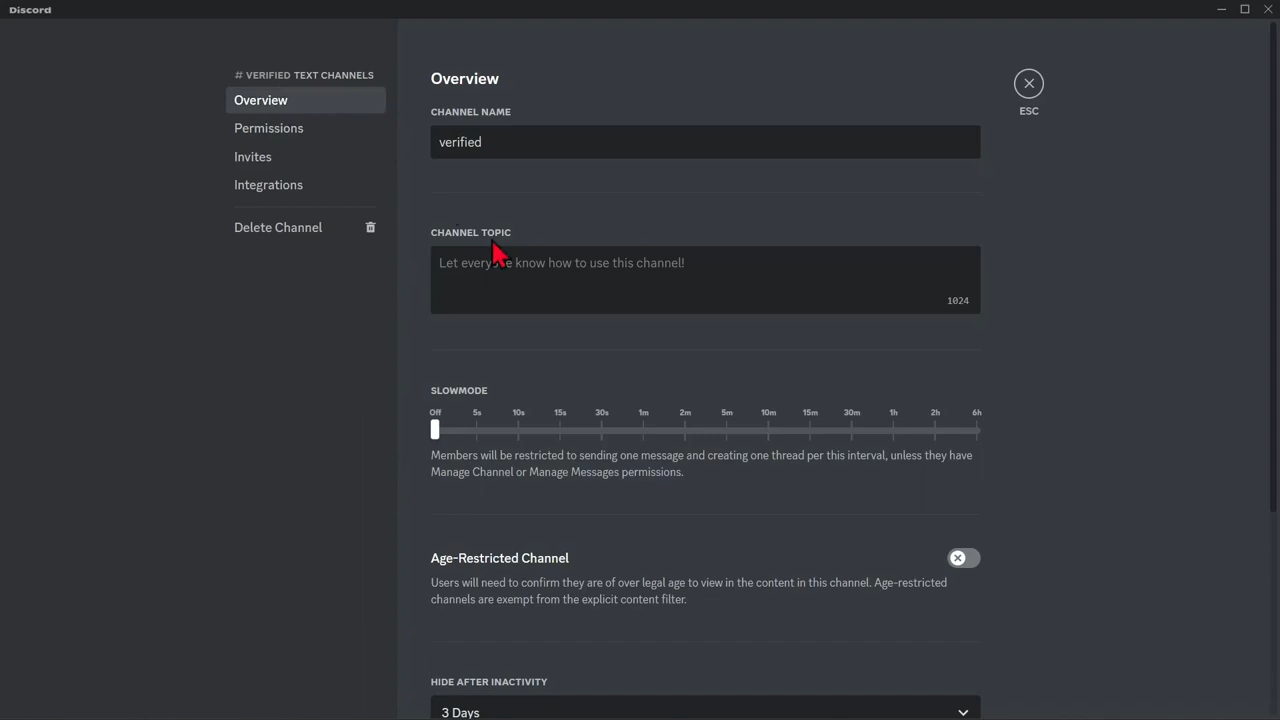 Discord
# VERIFIED TEXT CHANNELS
Overview
Permissions
Invites
Integrations
Delete Channel
Overview
ESC
CHANNEL NAME
verified
CHANNEL TOPIC
Let everyone know how to use this channel!
1024
SLOWMODE
Off 5s 10s 15s 30s 1m 2m 5m 10m 15m 30m 1h 2h 6h
Members will be restricted to sending one message and creating one thread per this interval, unless they have
Manage Channel or Manage Messages permissions.
Age-Restricted Channel
Users will need to confirm they are of over legal age to view in the content in this channel. Age-restricted
channels are exempt from the explicit content filter.
HIDE AFTER INACTIVITY
3 Days